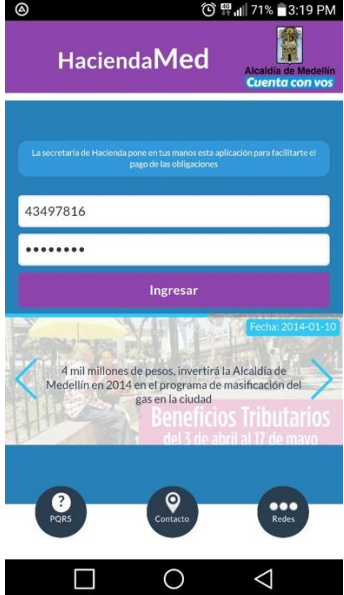 4G 71% 3:19 PM
HaciendaMed
Alcaldía de Medellín
Cuenta con vos
La secretaria de Hacienda pone en tus manos esta aplicación para facilitarte el
pago de las obligaciones
43497816
••••••••
Ingresar
Fecha: 2014-01-10
4 mil millones de pesos, invertirá la Alcaldía de
Medellín en 2014 en el programa de masificación del
gas en la ciudad
Beneficios Tributarios
del 3 de abril al 17 de mayo
?
PQRS
Contacto
Redes